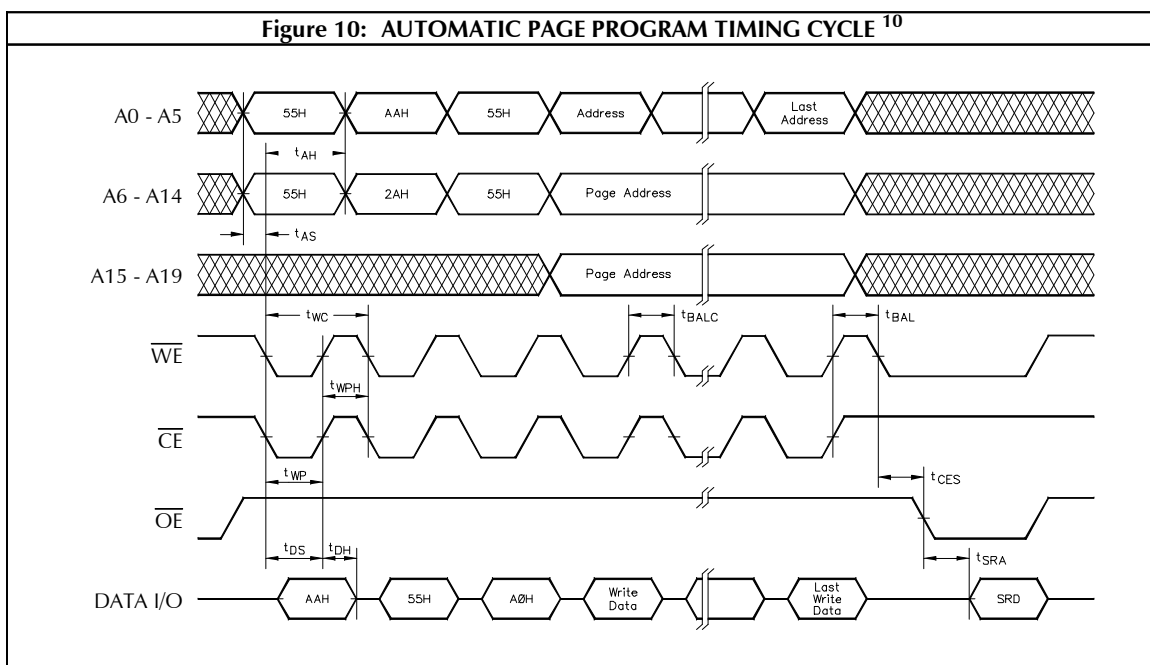 Figure 10: AUTOMATIC PAGE PROGRAM TIMING CYCLE 10
A0 - A5 55H AAH 55H Address Last Address
tAH
A6 - A14 55H 2AH 55H Page Address
tAS
A15 - A19 Page Address
tWC tBALC tBAL
WE
tWPH
CE
tWP tCES
OE
tDS tDH tSRA
DATA I/O AAH 55H AØH Write Data Last Write Data SRD